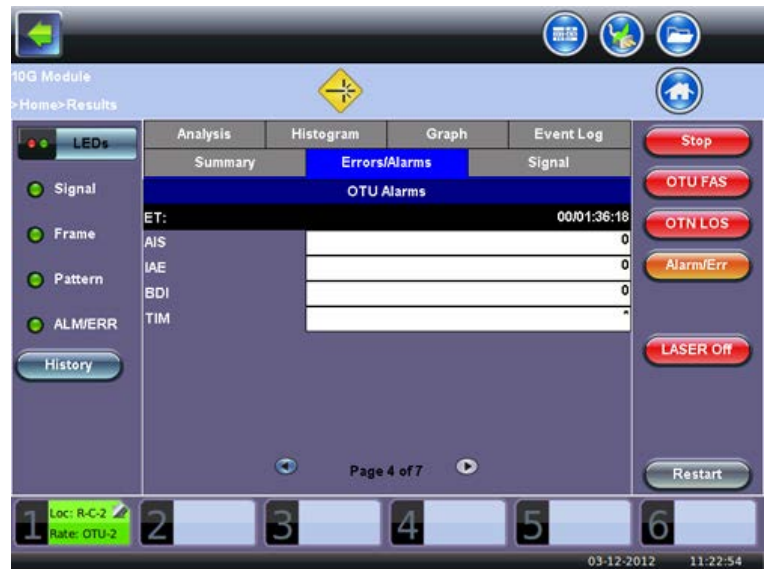 10G Module
>Home>Results
LEDs
Signal
Frame
Pattern
ALM/ERR
History
Analysis Histogram Graph Event Log
Summary Errors/Alarms Signal
OTU Alarms
ET: 00/01:36:18
AIS 0
IAE 0
BDI 0
TIM ^
Page 4 of 7
Stop
OTU FAS
OTN LOS
Alarm/Err
LASER Off
Restart
1 Loc: R-C-2
Rate: OTU-2
2 3 4 5 6
03-12-2012 11:22:54